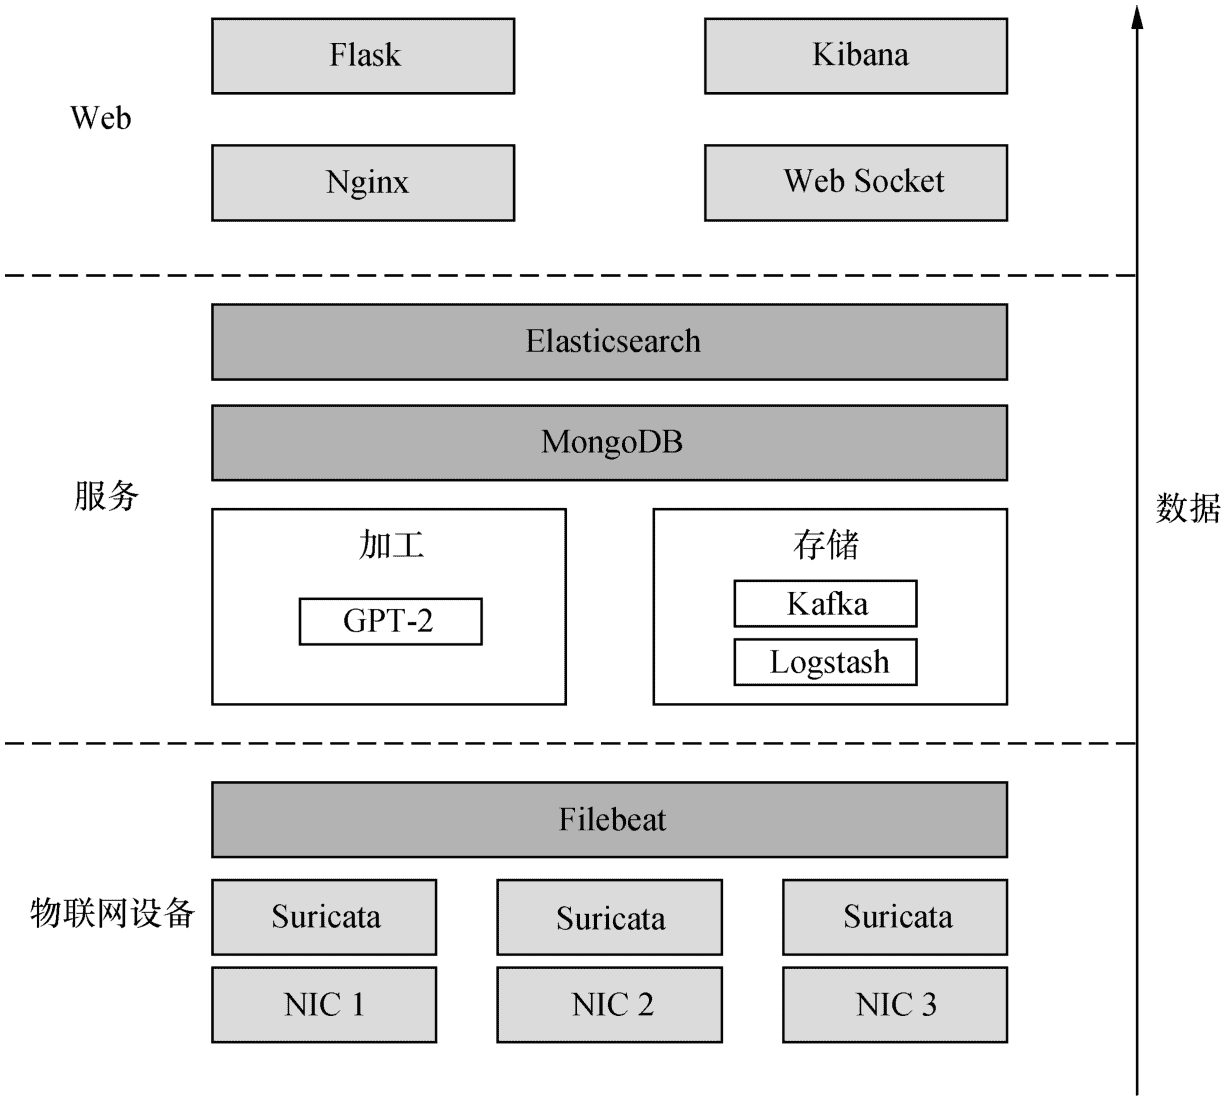 Flask
Kibana
Web
Nginx
Web Socket
Elasticsearch
MongoDB
服务
数据
加工
存储
GPT-2
Kafka
Logstash
Filebeat
物联网设备
Suricata
Suricata
Suricata
NIC 1
NIC 2
NIC 3